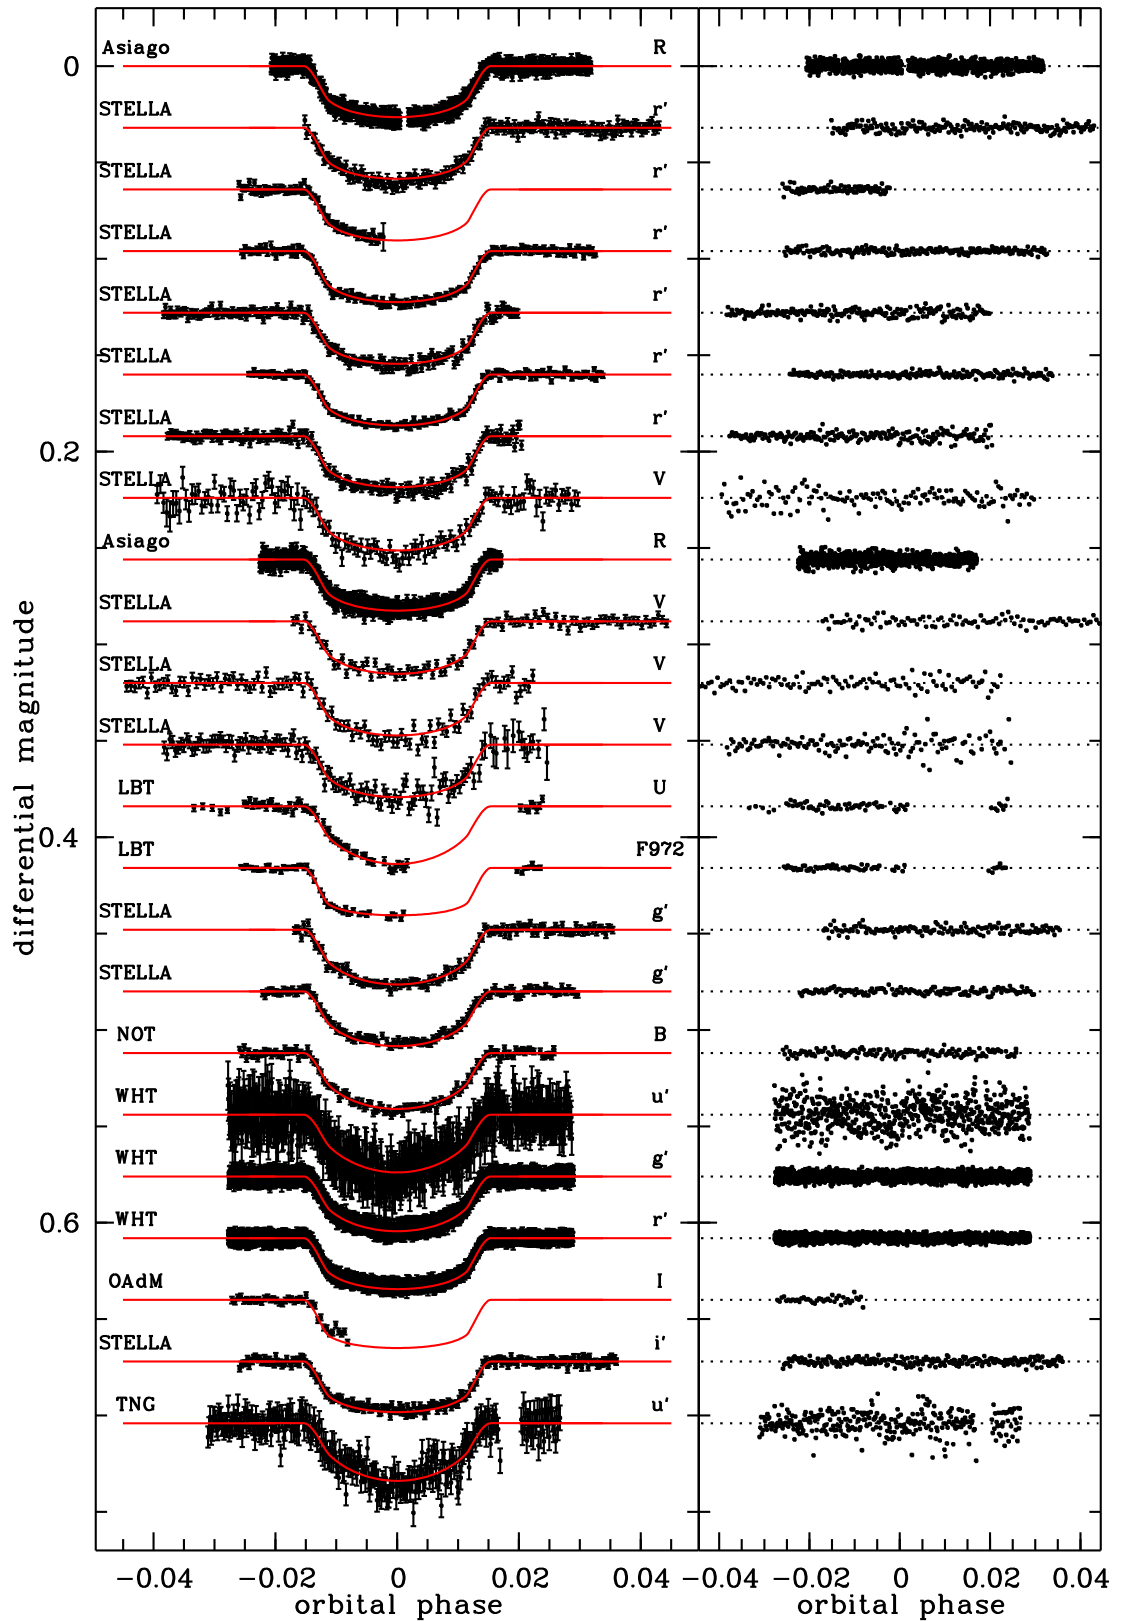 Asiago R
0
STELLA r'
STELLA r'
STELLA r'
STELLA r'
STELLA r'
STELLA r'
0.2
STELLA V
Asiago R
STELLA V
STELLA V
STELLA V
LBT U
0.4
LBT F972
STELLA g'
STELLA g'
NOT B
WHT u'
WHT g'
WHT r'
0.6
OAdM I
STELLA i'
TNG u'
differential magnitude
−0.04 −0.02 0 0.02 0.04
−0.04 −0.02 0 0.02 0.04
orbital phase
orbital phase